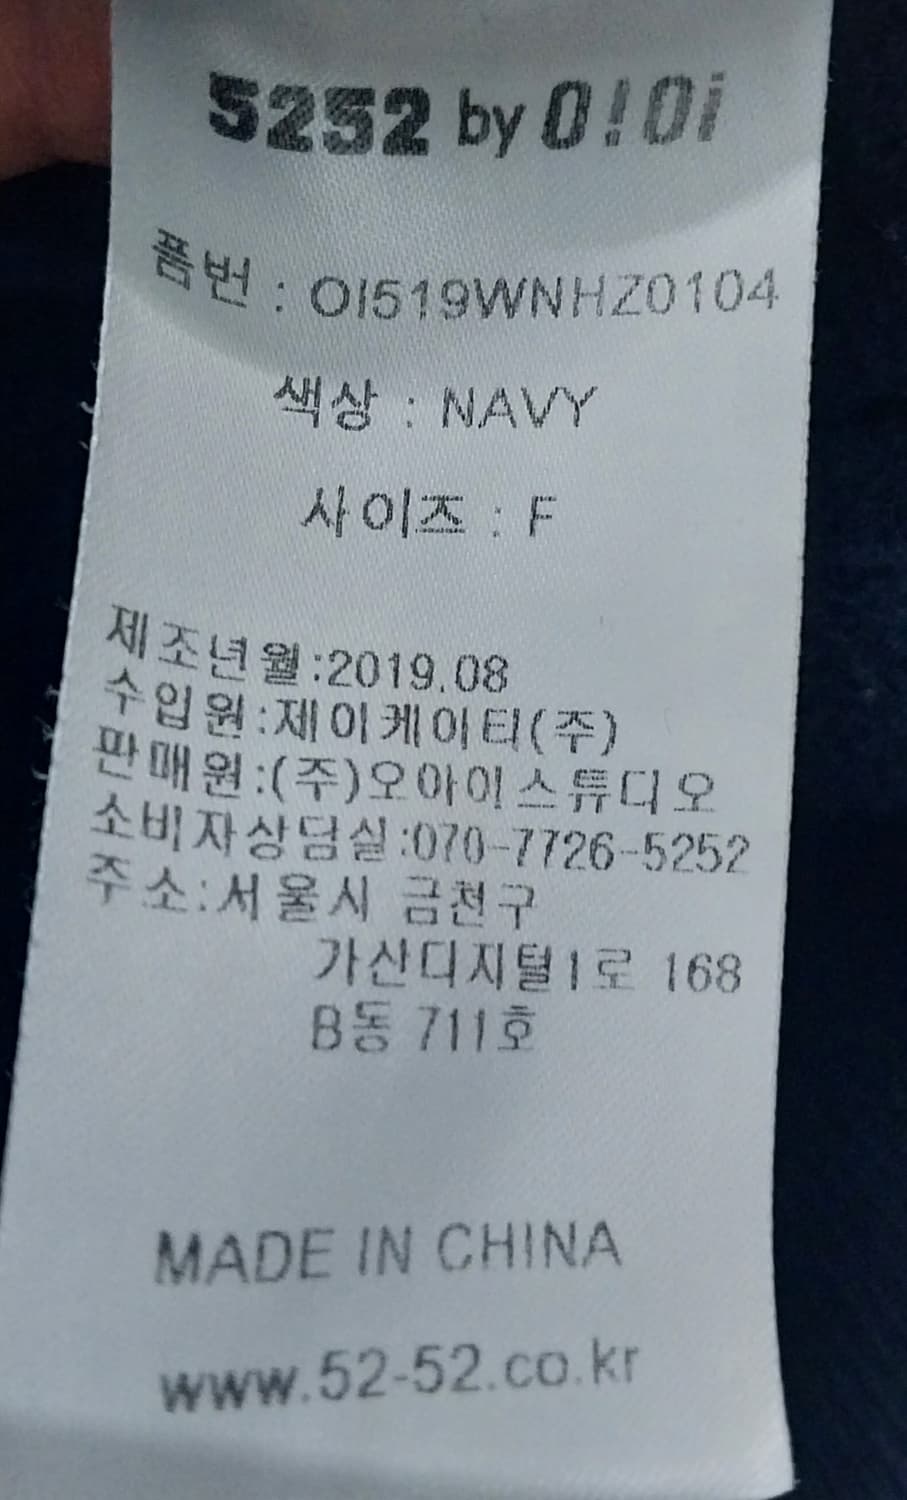 5252 by O!Oi
품번 : OI519WNHZ0104
색상 : NAVY
사이즈 : F
제조년월:2019.08
수입원:제이케이티(주)
판매원:(주)오아이스튜디오
소비자상담실:070-7726-5252
주소:서울시 금천구
가산디지털1로 168
B동 711호
MADE IN CHINA
www.52-52.co.kr